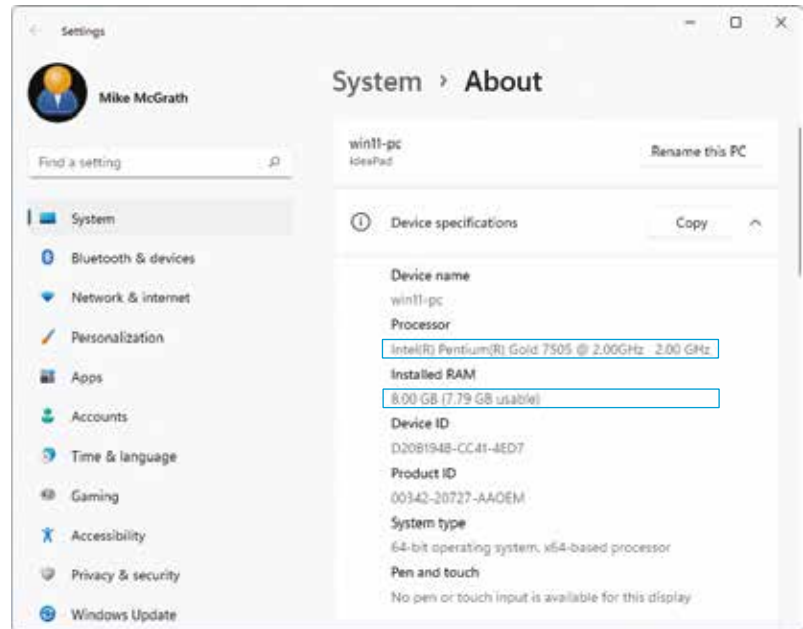 Settings
Mike McGrath
Find a setting
System
Bluetooth & devices
Network & internet
Personalization
Apps
Accounts
Time & language
Gaming
Accessibility
Privacy & security
Windows Update
System > About
win11-pc
IdeaPad
Rename this PC
Device specifications
Copy
Device name
win11-pc
Processor
Intel(R) Pentium(R) Gold 7505 @ 2.00GHz 2.00 GHz
Installed RAM
8.00 GB (7.79 GB usable)
Device ID
D20B1948-CC41-4ED7
Product ID
00342-20727-AAOEM
System type
64-bit operating system, x64-based processor
Pen and touch
No pen or touch input is available for this display